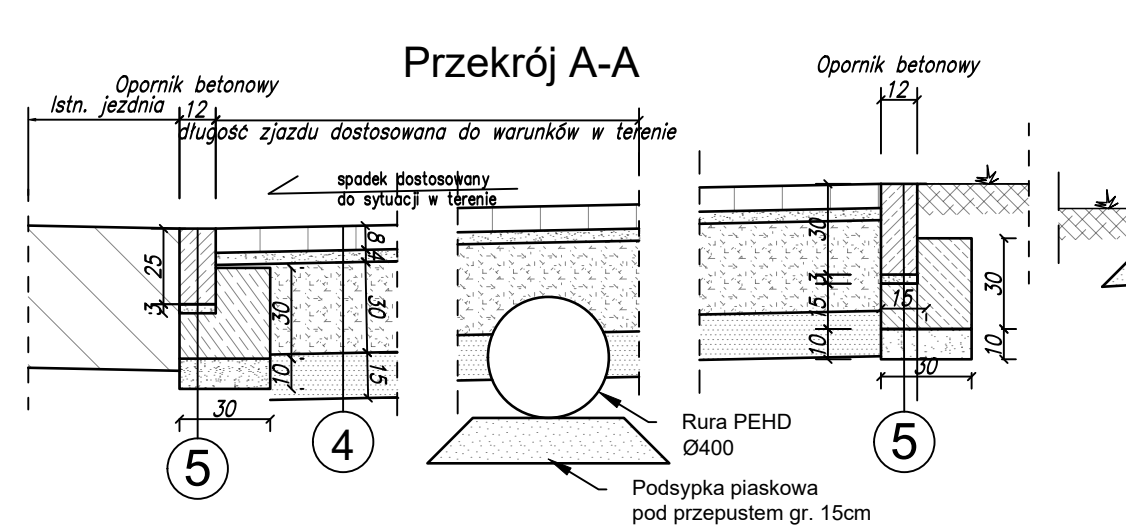 Przekrój A-A
Opornik betonowy
Istn. jezdnia 12
długość zjazdu dostosowana do warunków w terenie
Opornik betonowy
12
spadek dostosowany
do sytuacji w terenie
25
3
8
4
30
15
30
10
30
5
4
30
3
15
10
15
30
10
30
5
Rura PEHD
Ø400
Podsypka piaskowa
pod przepustem gr. 15cm